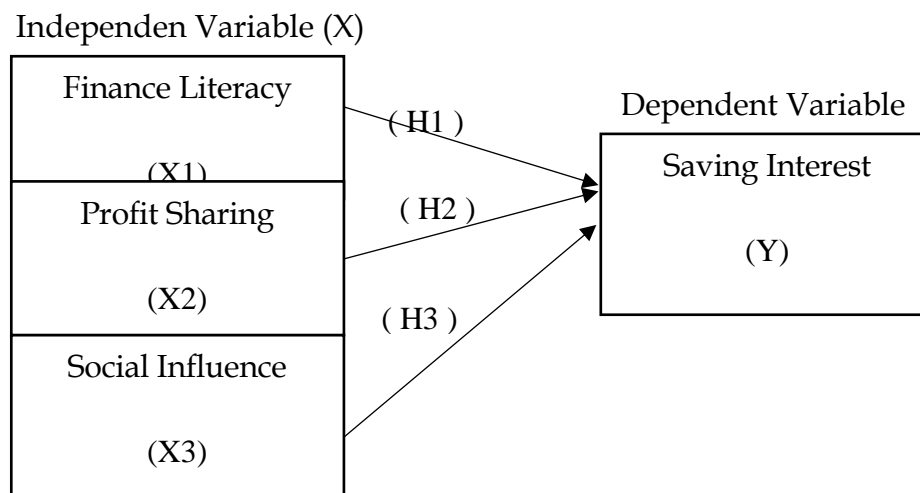 Independen Variable (X)
Finance Literacy
(X1)
Profit Sharing
(X2)
Social Influence
(X3)
( H1 )
( H2 )
( H3 )
Dependent Variable
Saving Interest
(Y)